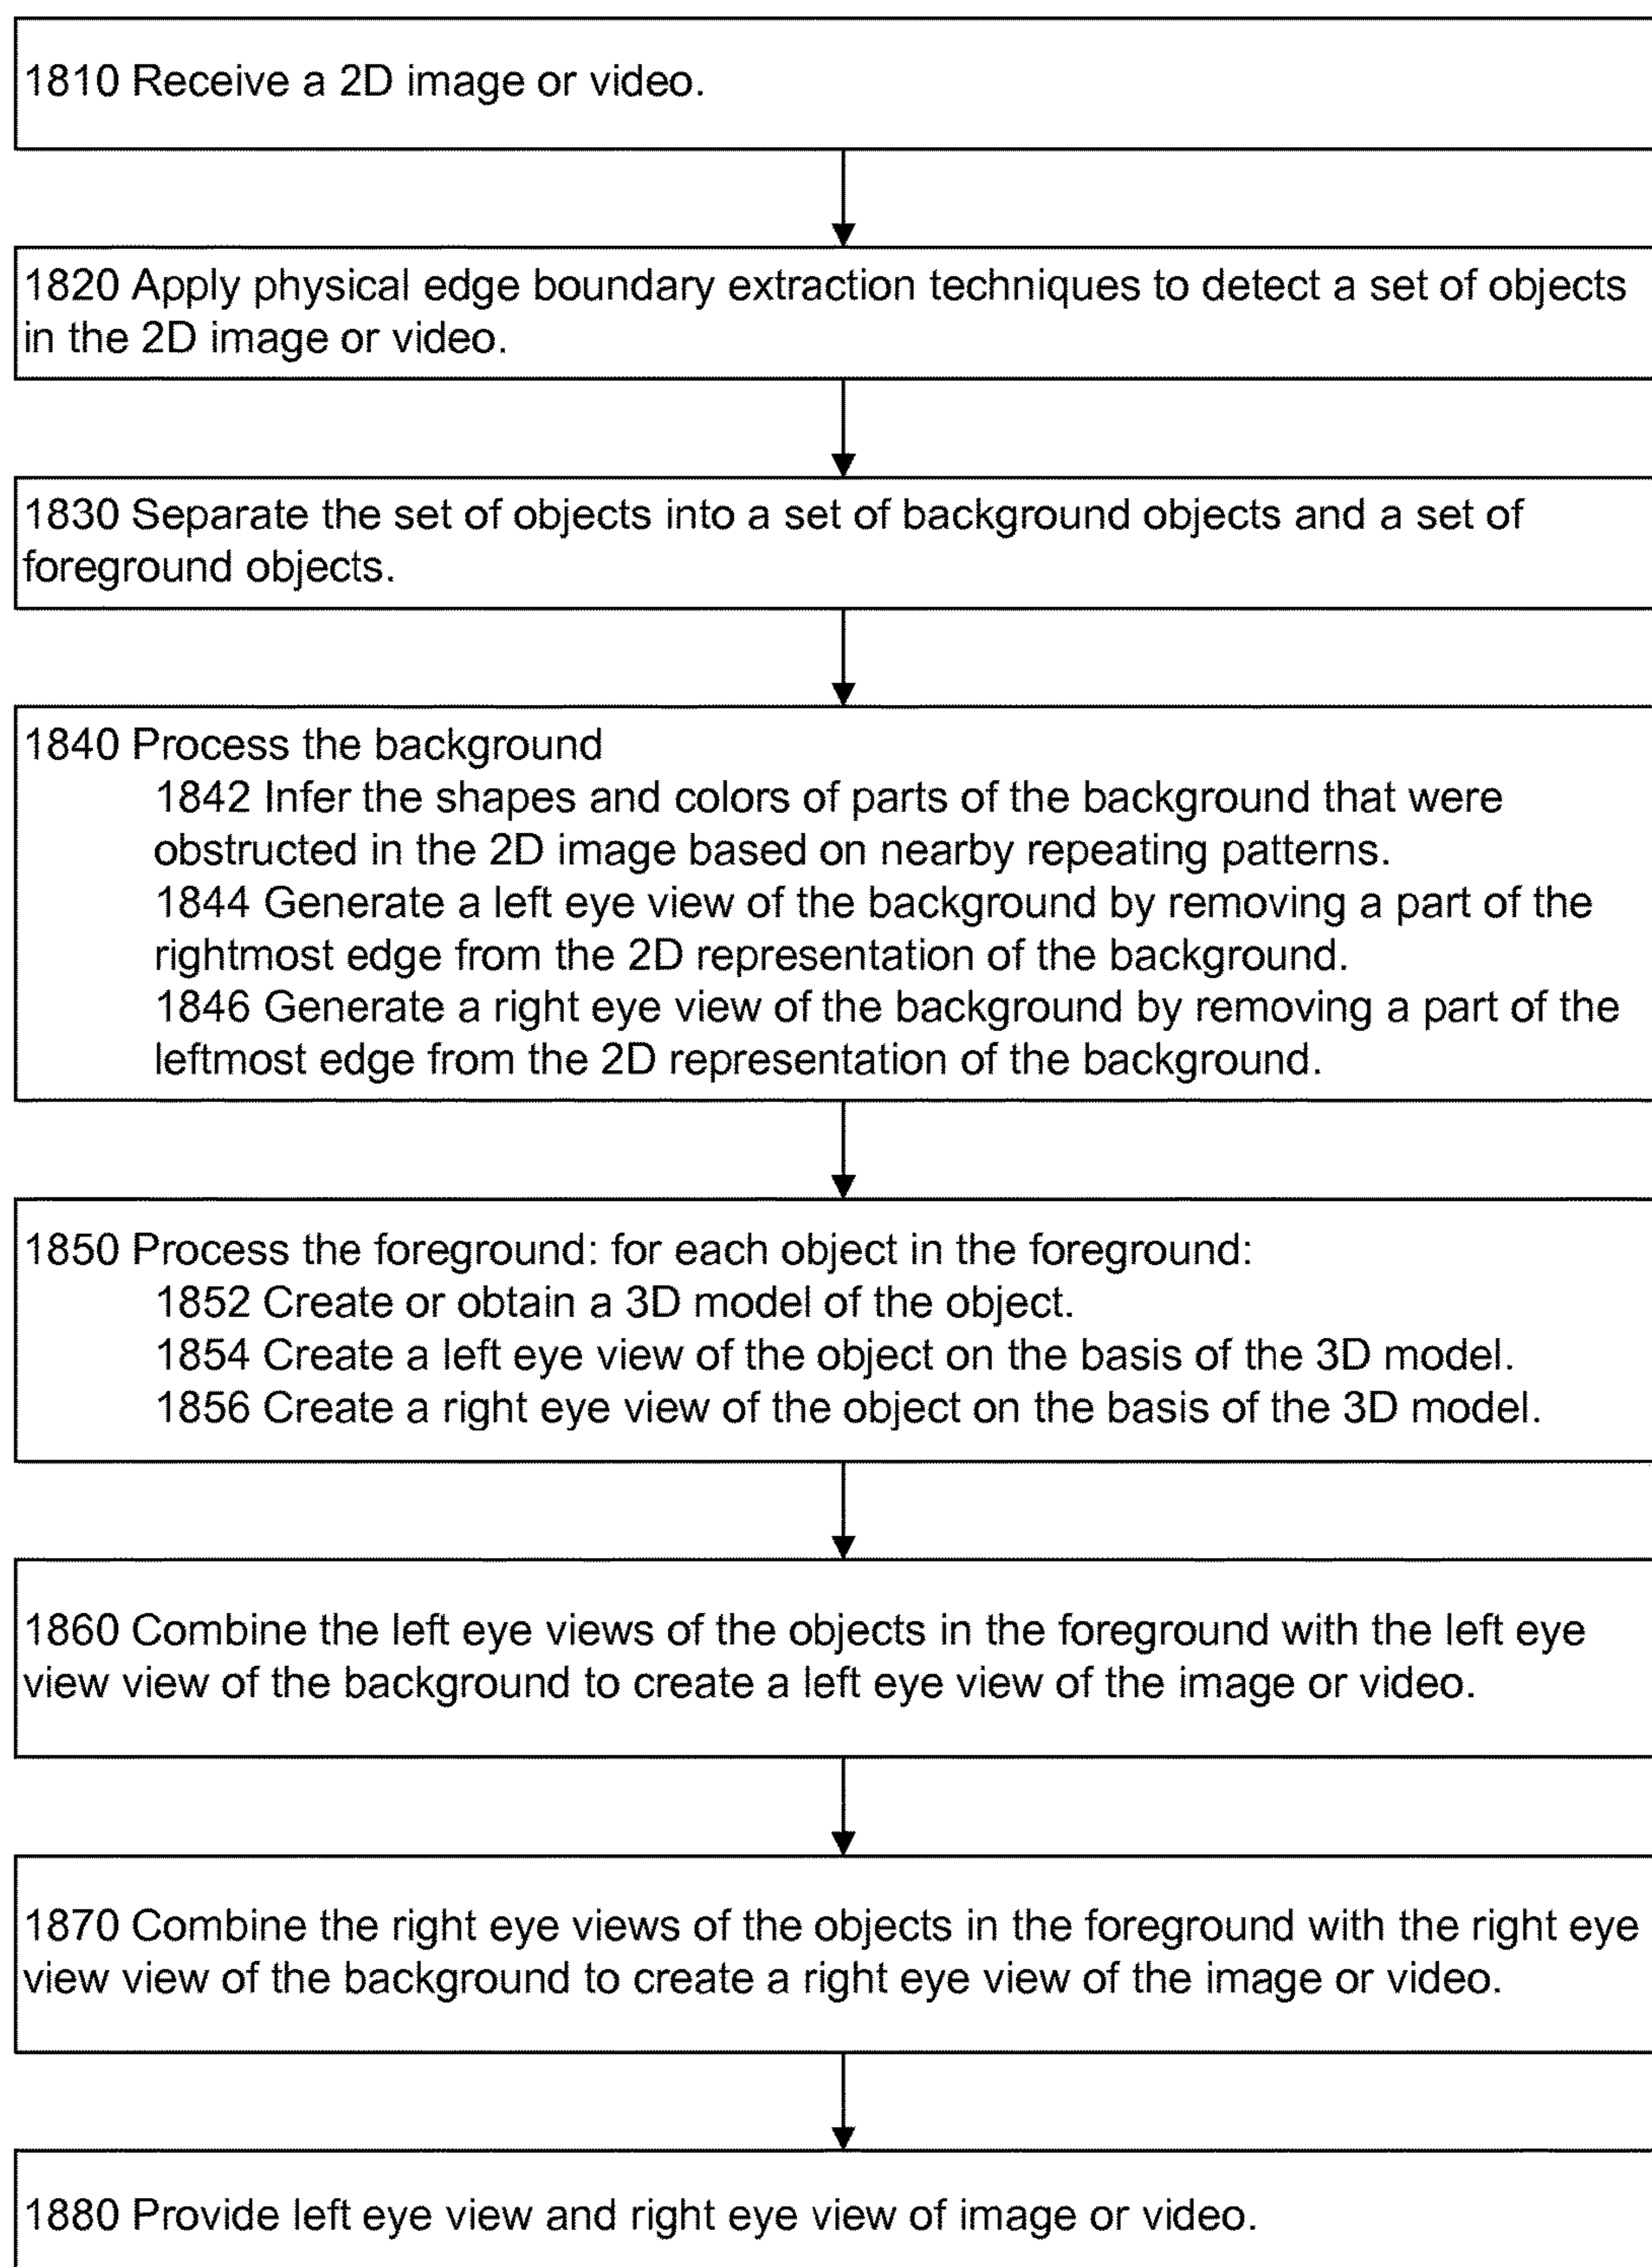 1810 Receive a 2D image or video.
1820 Apply physical edge boundary extraction techniques to detect a set of objects
in the 2D image or video.
1830 Separate the set of objects into a set of background objects and a set of
foreground objects.
1840 Process the background
1842 Infer the shapes and colors of parts of the background that were
obstructed in the 2D image based on nearby repeating patterns.
1844 Generate a left eye view of the background by removing a part of the
rightmost edge from the 2D representation of the background.
1846 Generate a right eye view of the background by removing a part of the
leftmost edge from the 2D representation of the background.
1850 Process the foreground: for each object in the foreground:
1852 Create or obtain a 3D model of the object.
1854 Create a left eye view of the object on the basis of the 3D model.
1856 Create a right eye view of the object on the basis of the 3D model.
1860 Combine the left eye views of the objects in the foreground with the left eye
view view of the background to create a left eye view of the image or video.
1870 Combine the right eye views of the objects in the foreground with the right eye
view view of the background to create a right eye view of the image or video.
1880 Provide left eye view and right eye view of image or video.